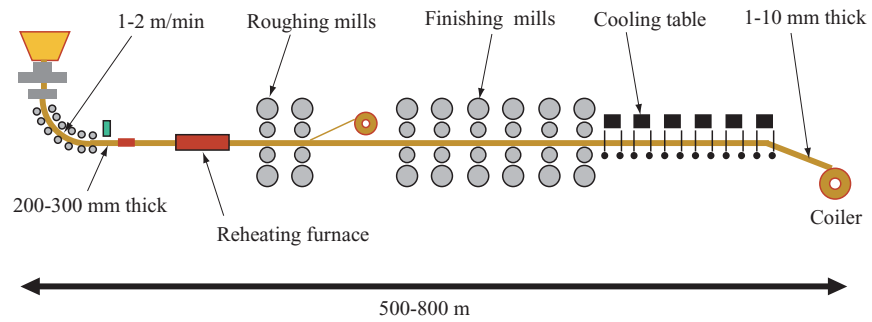 1-2 m/min
Roughing mills
Finishing mills
Cooling table
1-10 mm thick
200-300 mm thick
Reheating furnace
Coiler
500-800 m